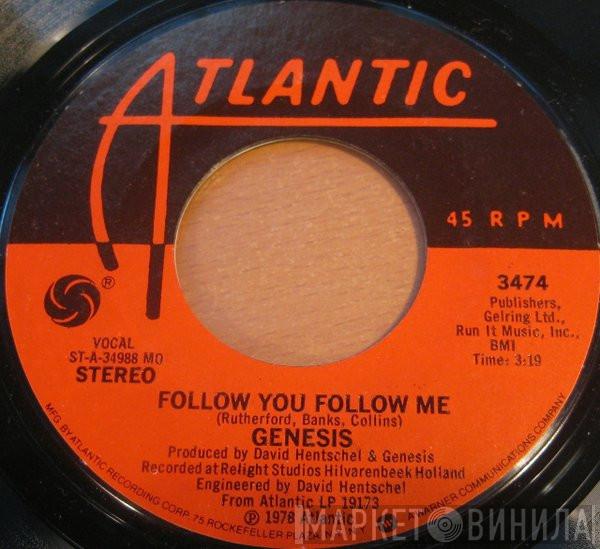 ATLANTIC
45 RPM
®
3474
Publishers,
Gelring Ltd.,
Run It Music, Inc.,
BMI
Time: 3:19
VOCAL
ST-A-34988 MO
STEREO
FOLLOW YOU FOLLOW ME
(Rutherford, Banks, Collins)
GENESIS
Produced by David Hentschel & Genesis
Recorded at Relight Studios Hilvarenbeek Holland
Engineered by David Hentschel
From Atlantic LP 19173
℗ 1978 Atlantic
MFG. BY ATLANTIC RECORDING CORP. 75 ROCKEFELLER PLAZA WARNER COMMUNICATIONS COMPANY
МАРКЕТ ВИНИЛА